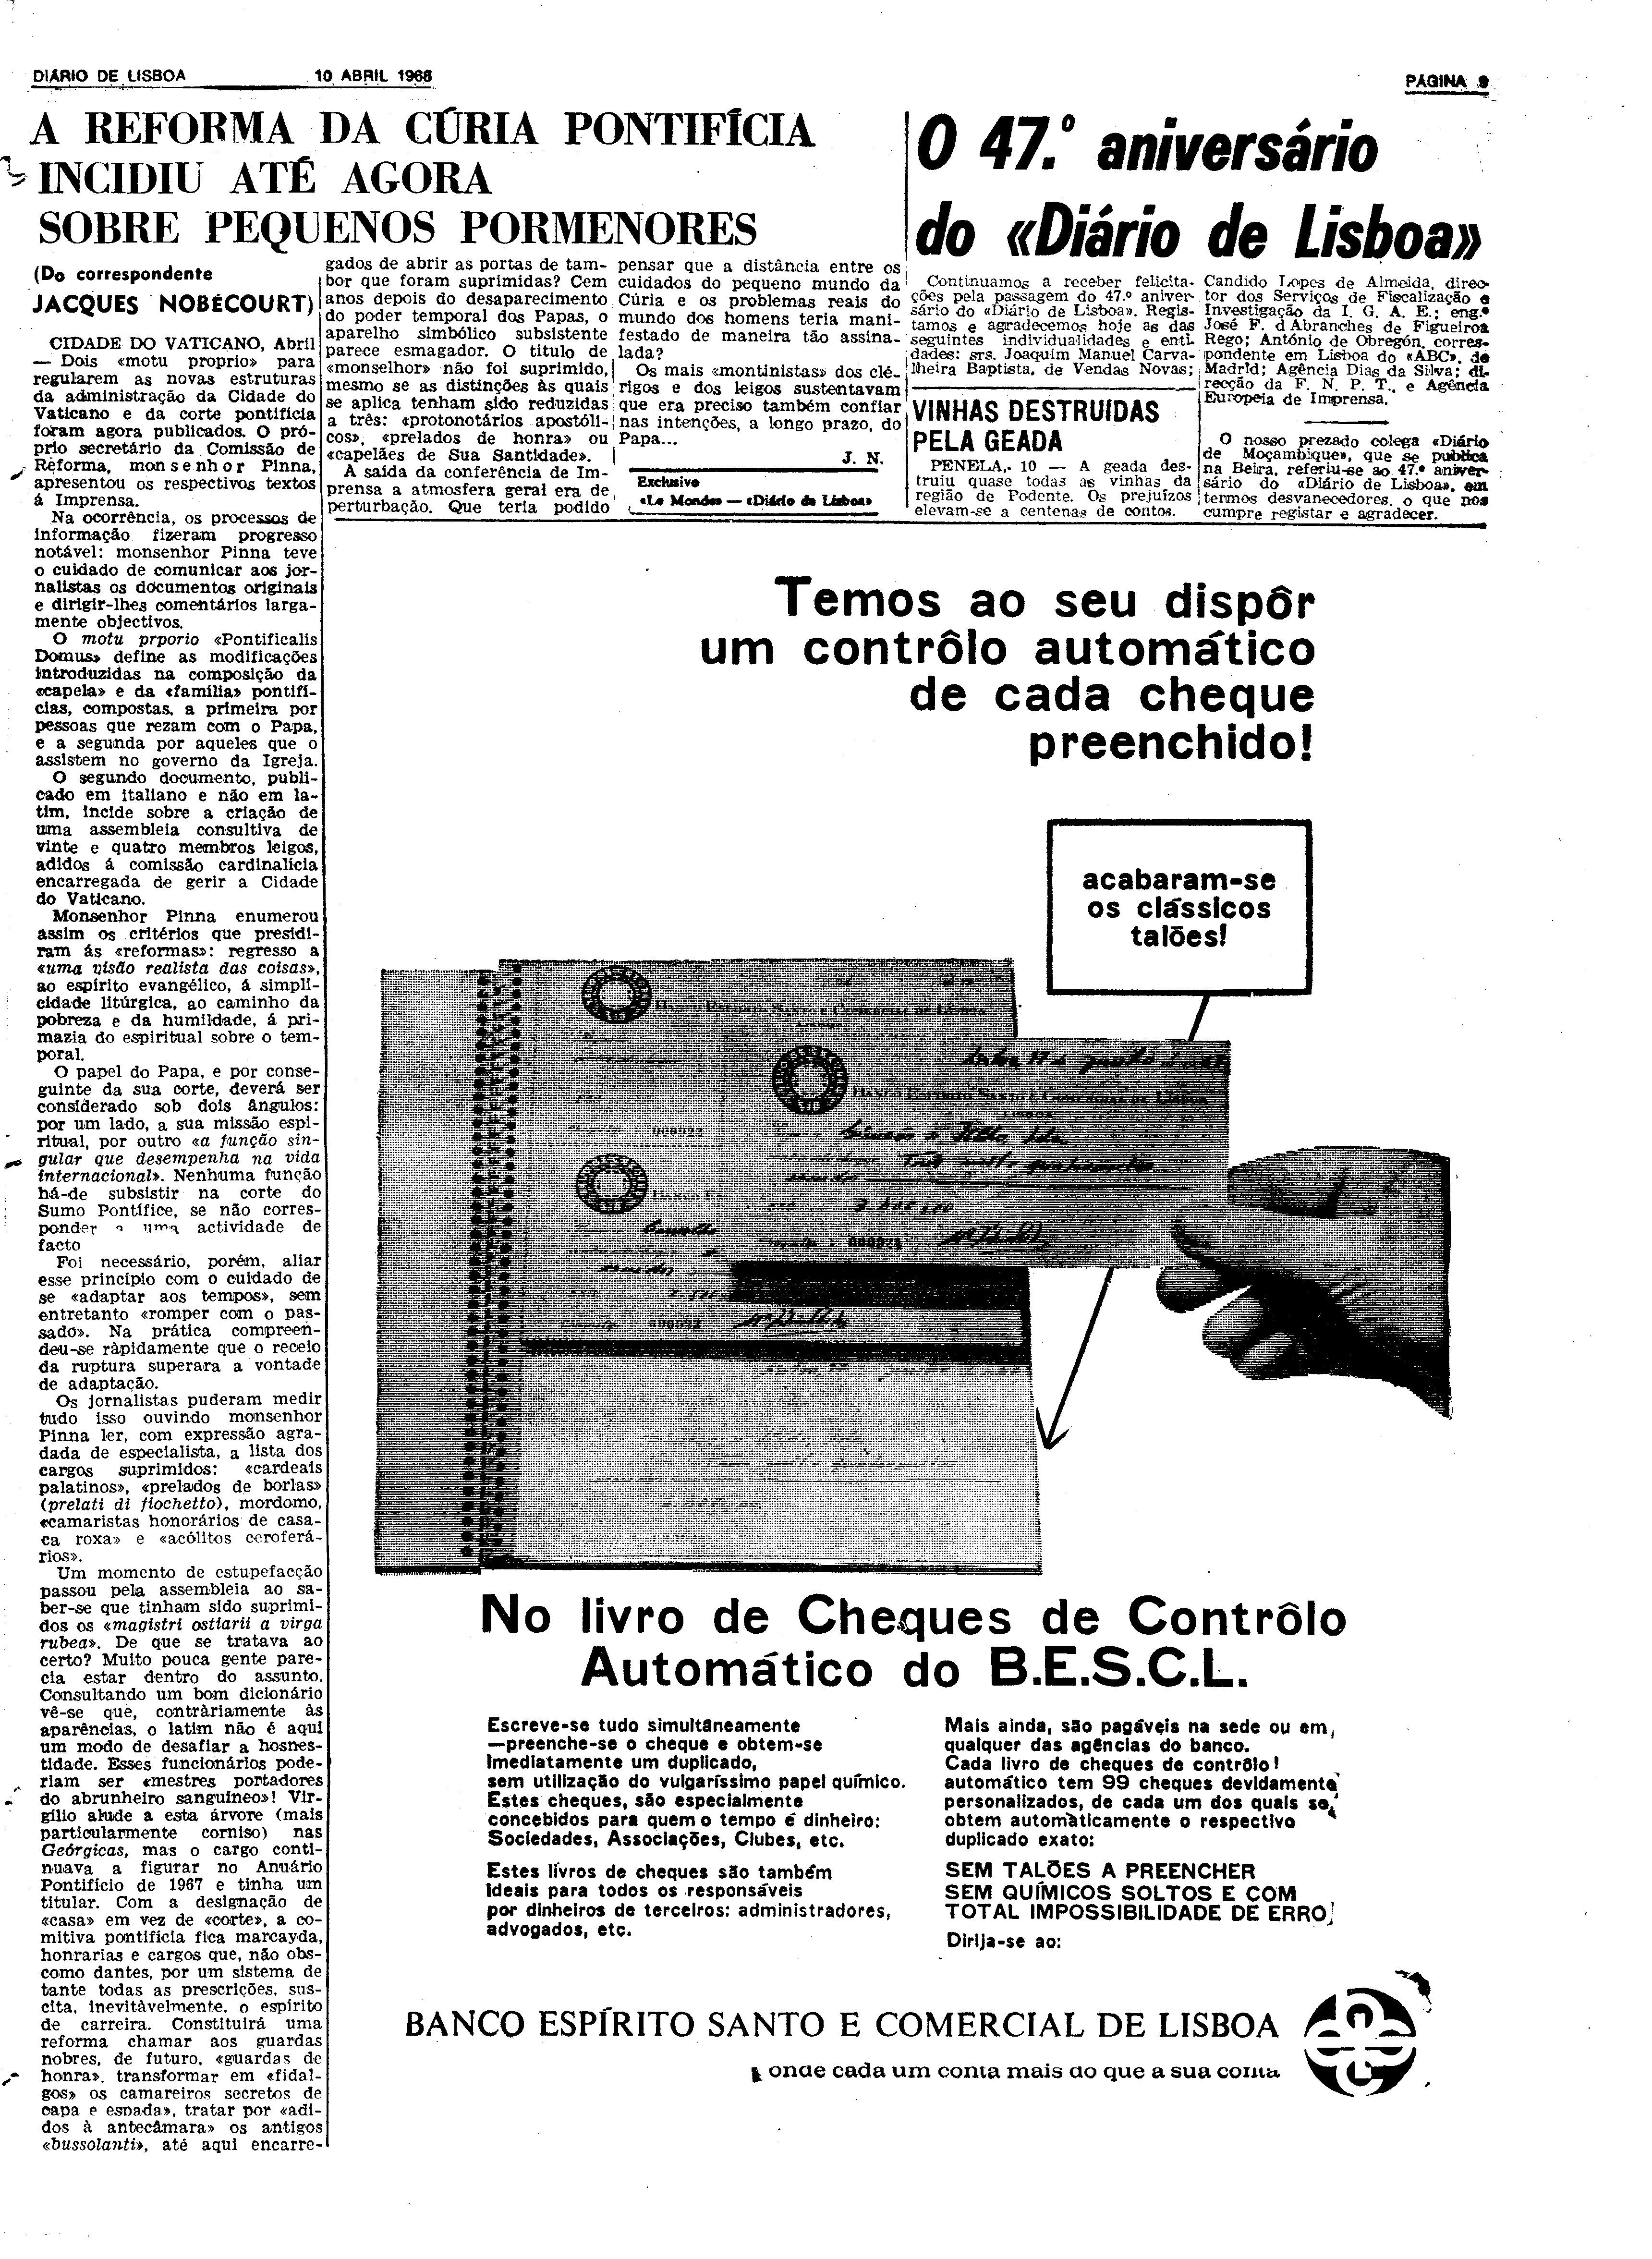 DIÁRIO DE LISBOA
10 ABRIL 1968
PÁGINA 9
A REFORMA DA CÚRIA PONTIFÍCIA
INCIDIU ATÉ AGORA
SOBRE PEQUENOS PORMENORES
(Do correspondente
JACQUES NOBÉCOURT)
CIDADE DO VATICANO, Abril
— Dois «motu proprio» para
regularem as novas estruturas
da administração da Cidade do
Vaticano e da corte pontifícia
foram agora publicados. O pró-
prio secretário da Comissão de
Reforma, monsenhor Pinna,
apresentou os respectivos textos
á Imprensa.
Na ocorrência, os processos de
informação fizeram progresso
notável: monsenhor Pinna teve
o cuidado de comunicar aos jor-
nalistas os documentos originais
e dirigir-lhes comentários larga-
mente objectivos.
O motu prporio «Pontificalis
Domus» define as modificações
introduzidas na composição da
«capela» e da «família» pontifí-
cias, compostas, a primeira por
pessoas que rezam com o Papa,
e a segunda por aqueles que o
assistem no governo da Igreja.
O segundo documento, publi-
cado em italiano e não em la-
tim, incide sobre a criação de
uma assembleia consultiva de
vinte e quatro membros leigos,
adidos á comissão cardinalícia
encarregada de gerir a Cidade
do Vaticano.
Monsenhor Pinna enumerou
assim os critérios que presidi-
ram ás «reformas»: regresso a
«uma visão realista das coisas»,
ao espírito evangélico, á simpli-
cidade litúrgica, ao caminho da
pobreza e da humildade, á pri-
mazia do espiritual sobre o tem-
poral.
O papel do Papa, e por conse-
guinte da sua corte, deverá ser
considerado sob dois ângulos:
por um lado, a sua missão espi-
ritual, por outro «a função sin-
gular que desempenha na vida
internacional». Nenhuma função
há-de subsistir na corte do
Sumo Pontífice, se não corres-
ponder a uma actividade de
facto
Foi necessário, porém, aliar
esse princípio com o cuidado de
se «adaptar aos tempos», sem
entretanto «romper com o pas-
sado». Na prática compreen-
deu-se ràpidamente que o receio
da ruptura superara a vontade
de adaptação.
Os jornalistas puderam medir
tudo isso ouvindo monsenhor
Pinna ler, com expressão agra-
dada de especialista, a lista dos
cargos suprimidos: «cardeais
palatinos», «prelados de borlas»
(prelati di fiochetto), mordomo,
«camaristas honorários de casa-
ca roxa» e «acólitos ceroferá-
rios».
Um momento de estupefacção
passou pela assembleia ao sa-
ber-se que tinham sido suprimi-
dos os «magistri ostiarii a virga
rubea». De que se tratava ao
certo? Muito pouca gente pare-
cia estar dentro do assunto.
Consultando um bom dicionário
vê-se que, contràriamente às
aparências, o latim não é aqui
um modo de desafiar a hosnes-
tidade. Esses funcionários pode-
riam ser «mestres portadores
do abrunheiro sanguíneo»! Vir-
gílio alude a esta árvore (mais
particularmente corniso) nas
Geórgicas, mas o cargo conti-
nuava a figurar no Anuário
Pontifício de 1967 e tinha um
titular. Com a designação de
«casa» em vez de «corte», a co-
mitiva pontifícia fica marcayda,
honrarias e cargos que, não obs-
como dantes, por um sistema de
tante todas as prescrições, sus-
cita, inevitàvelmente, o espírito
de carreira. Constituirá uma
reforma chamar aos guardas
nobres, de futuro, «guardas de
honra», transformar em «fidal-
gos» os camareiros secretos de
capa e espada», tratar por «adi-
dos à antecâmara» os antigos
«bussolanti», até aqui encarre-
gados de abrir as portas de tam-
bor que foram suprimidas? Cem
anos depois do desaparecimento
do poder temporal dos Papas, o
aparelho simbólico subsistente
parece esmagador. O título de
«monselhor» não foi suprimido,
mesmo se as distinções às quais
se aplica tenham sido reduzidas
a três: «protonotários apostóli-
cos», «prelados de honra» ou
«capelães de Sua Santidade».
Á saída da conferência de Im-
prensa a atmosfera geral era de
perturbação. Que teria podido
pensar que a distância entre os
cuidados do pequeno mundo da
Cúria e os problemas reais do
mundo dos homens teria mani-
festado de maneira tão assina-
lada?
Os mais «montinistas» dos clé-
rigos e dos leigos sustentavam
que era preciso também confiar
nas intenções, a longo prazo, do
Papa...
J. N.
Exclusivo
«Le Monde» — «Diário de Lisboa»
O 47.º aniversário
do «Diário de Lisboa»
Continuamos a receber felicita-
ções pela passagem do 47.º aniver-
sário do «Diário de Lisboa». Regis-
tamos e agradecemos hoje as das
seguintes individualidades e enti-
dades: srs. Joaquim Manuel Carva-
lheira Baptista, de Vendas Novas;
Candido Lopes de Almeida, direc-
tor dos Serviços de Fiscalização e
Investigação da I. G. A. E.; eng.º
José F. d Abranches de Figueiroa
Rego; António de Obregón, corres-
pondente em Lisboa do «ABC», de
Madrid; Agência Dias da Silva; di-
recção da F. N. P. T., e Agência
Europeia de Imprensa.
O nosso prezado colega «Diário
de Moçambique», que se publica
na Beira, referiu-se ao 47.º aniver-
sário do «Diário de Lisboa», em
termos desvanecedores, o que nos
cumpre registar e agradecer.
VINHAS DESTRUIDAS
PELA GEADA
PENELA, 10 — A geada des-
truiu quase todas as vinhas da
região de Podente. Os prejuízos
elevam-se a centenas de contos.
Temos ao seu dispôr
um contrôlo automático
de cada cheque
preenchido!
acabaram-se
os clássicos
talões!
BANCO ESPIRITO SANTO E COMERCIAL DE LISBOA
BANCO ESPIRITO SANTO E COMERCIAL DE LISBOA
LISBOA
000023
BANCO E
000021
000022
No livro de Cheques de Contrôlo
Automático do B.E.S.C.L.
Escreve-se tudo simultâneamente
—preenche-se o cheque e obtem-se
imediatamente um duplicado,
sem utilização do vulgaríssimo papel químico.
Estes cheques, são especialmente
concebidos para quem o tempo é dinheiro:
Sociedades, Associações, Clubes, etc.
Estes livros de cheques são também
ideais para todos os responsáveis
por dinheiros de terceiros: administradores,
advogados, etc.
Mais ainda, são pagáveis na sede ou em
qualquer das agências do banco.
Cada livro de cheques de contrôlo
automático tem 99 cheques devidamente
personalizados, de cada um dos quais se
obtem automàticamente o respectivo
duplicado exato:
SEM TALÕES A PREENCHER
SEM QUÍMICOS SOLTOS E COM
TOTAL IMPOSSIBILIDADE DE ERRO
Dirija-se ao:
BANCO ESPÍRITO SANTO E COMERCIAL DE LISBOA
onde cada um conta mais do que a sua conta